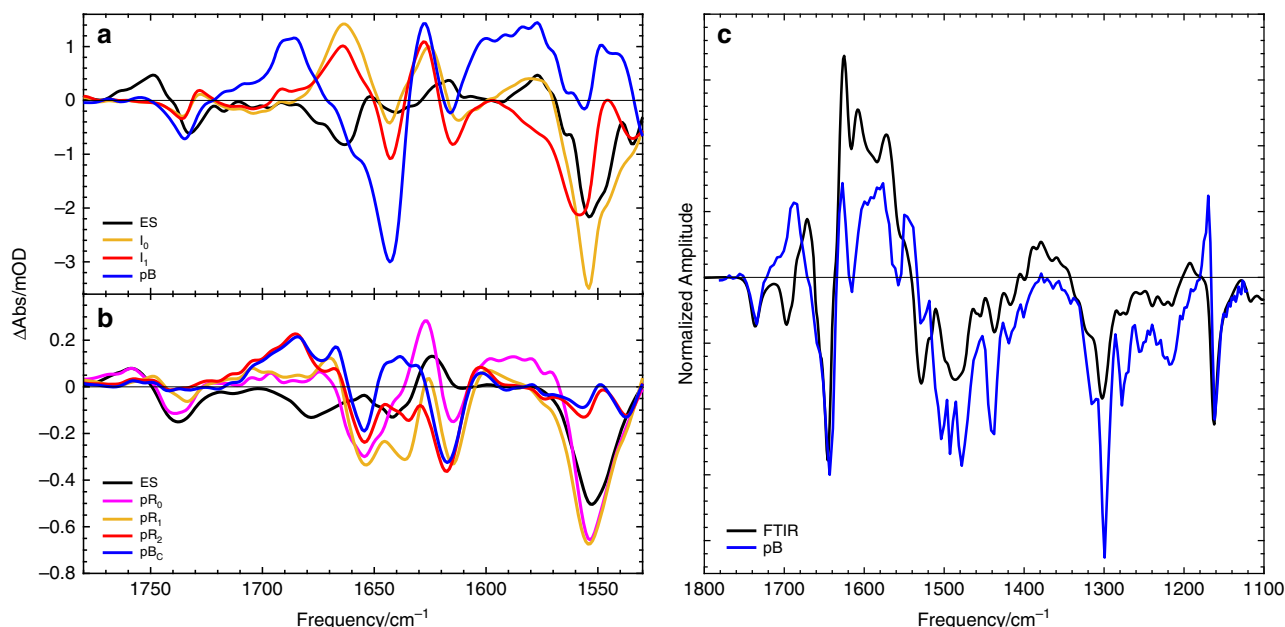 a
1
0
−1
−2
−3
ES
I0
I1
pB
b
0.2
0
−0.2
−0.4
−0.6
−0.8
ES
pR0
pR1
pR2
pBC
ΔAbs/mOD
1750 1700 1650 1600 1550
Frequency/cm−1
c
Normalized Amplitude
FTIR
pB
1800 1700 1600 1500 1400 1300 1200 1100
Frequency/cm−1